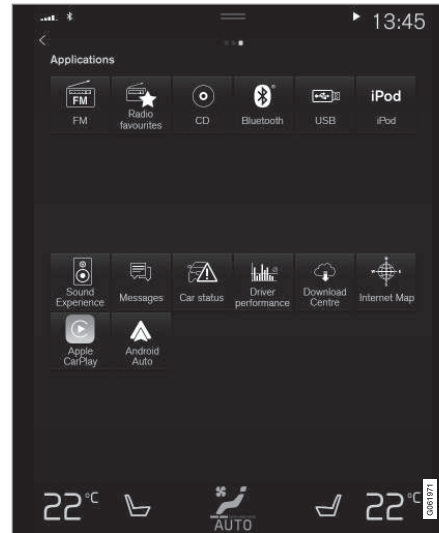 13:45
Applications
FM
iPod
FM
Radio
favourites
CD
Bluetooth
USB
iPod
Sound
Experience
Messages
Car status
Driver
performance
Download
Centre
Internet Map
Apple
CarPlay
Android
Auto
22°C
AUTO
22°C
G061971